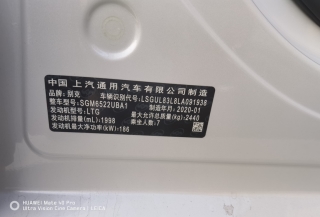 中国 上汽通用汽车有限公司制造
品牌：别克 车辆识别代号：LSGUL83L8LA091938
整车型号：SGM6522UBA1 制造年月：2020-01
发动机型号：LTG 最大允许总质量(kg)：2440
发动机排量(mL)：1998 乘坐人数：7
发动机最大净功率(kW)：186
HUAWEI Mate X5 Pro
Ultra Vision Cine Camera